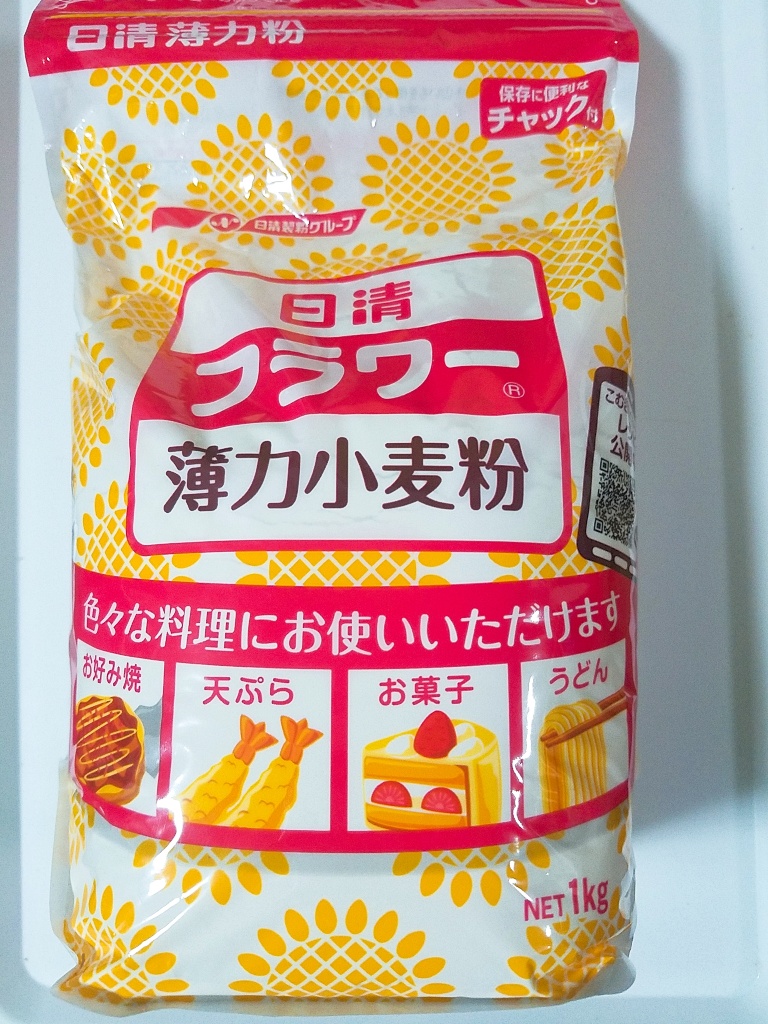 日清薄力粉
保存に便利な
チャック付
日清製粉グループ
日清
フラワー®
薄力小麦粉
公開
色々な料理にお使いいただけます
お好み焼
天ぷら
お菓子
うどん
NET 1kg